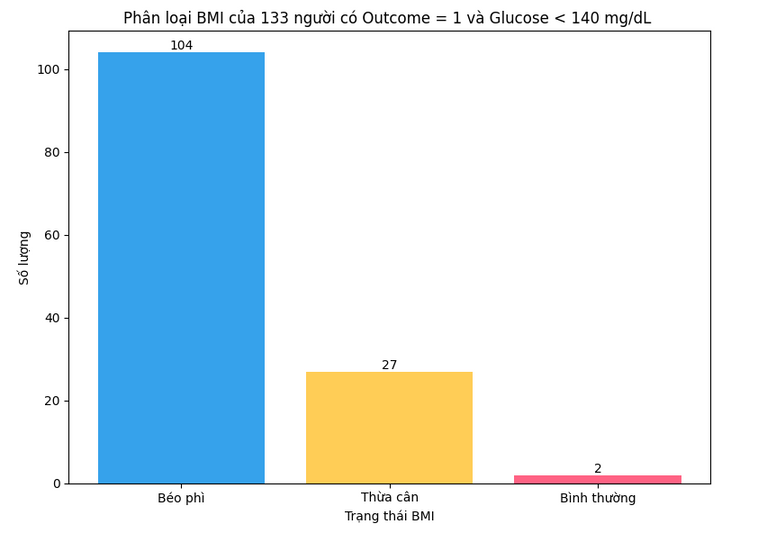 Phân loại BMI của 133 người có Outcome = 1 và Glucose < 140 mg/dL
104
100
80
60
Số lượng
40
27
20
2
0
Béo phì
Thừa cân
Bình thường
Trạng thái BMI